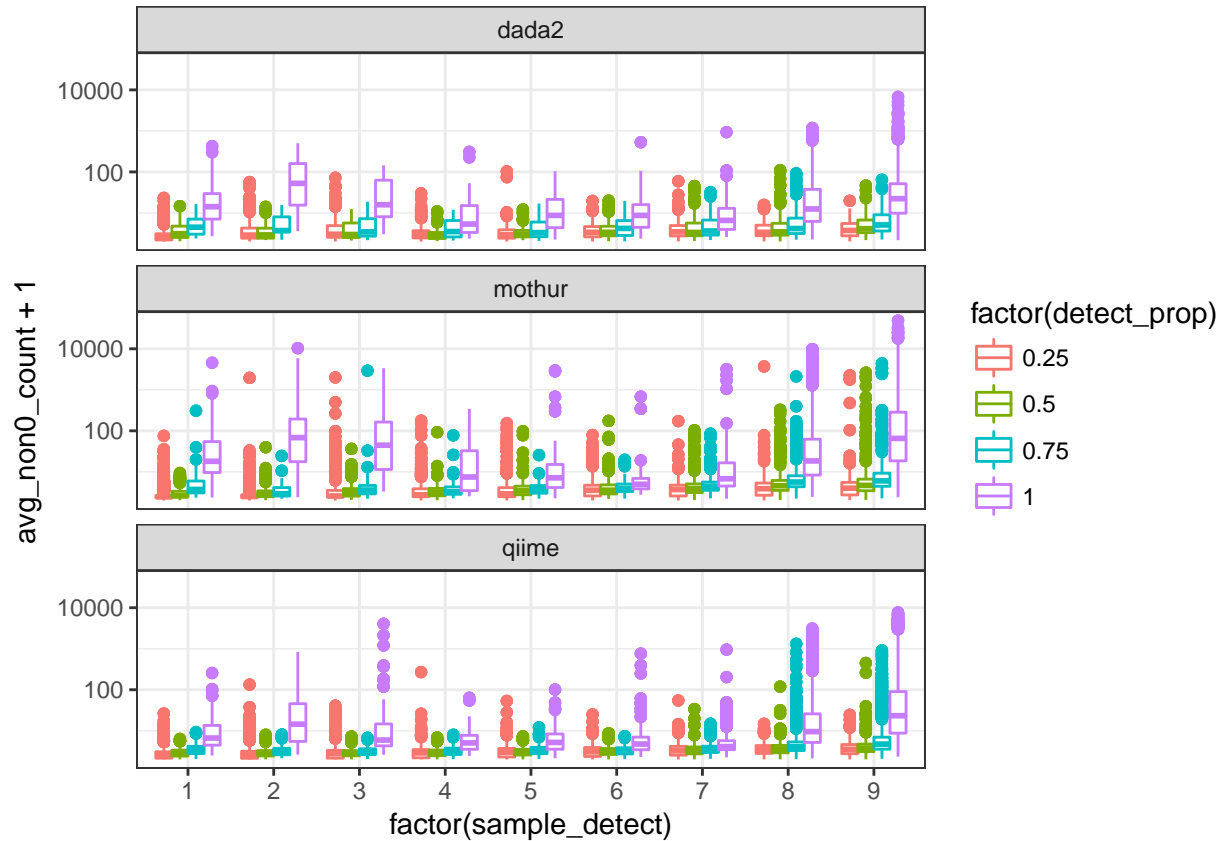 dada2
10000
100
mothur
10000
100
qiime
10000
100
1 2 3 4 5 6 7 8 9
factor(sample_detect)
avg_non0_count + 1
factor(detect_prop)
0.25
0.5
0.75
1